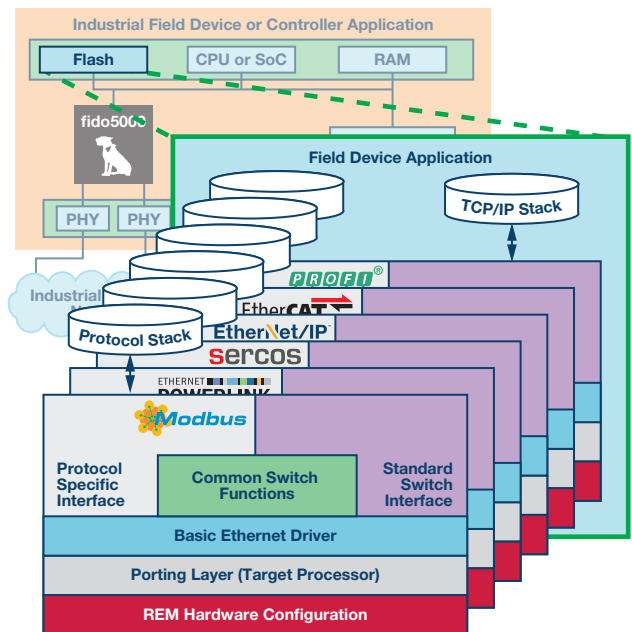 Industrial Field Device or Controller Application
Flash
CPU or SoC
RAM
fido5000
Field Device Application
PHY
PHY
TCP/IP Stack
Industrial
PROFI®
EtherCAT
EtherNet/IP™
sercos
Protocol Stack
ETHERNET
POWERLINK
Modbus
Protocol
Specific
Interface
Common Switch
Functions
Standard
Switch
Interface
Basic Ethernet Driver
Porting Layer (Target Processor)
REM Hardware Configuration